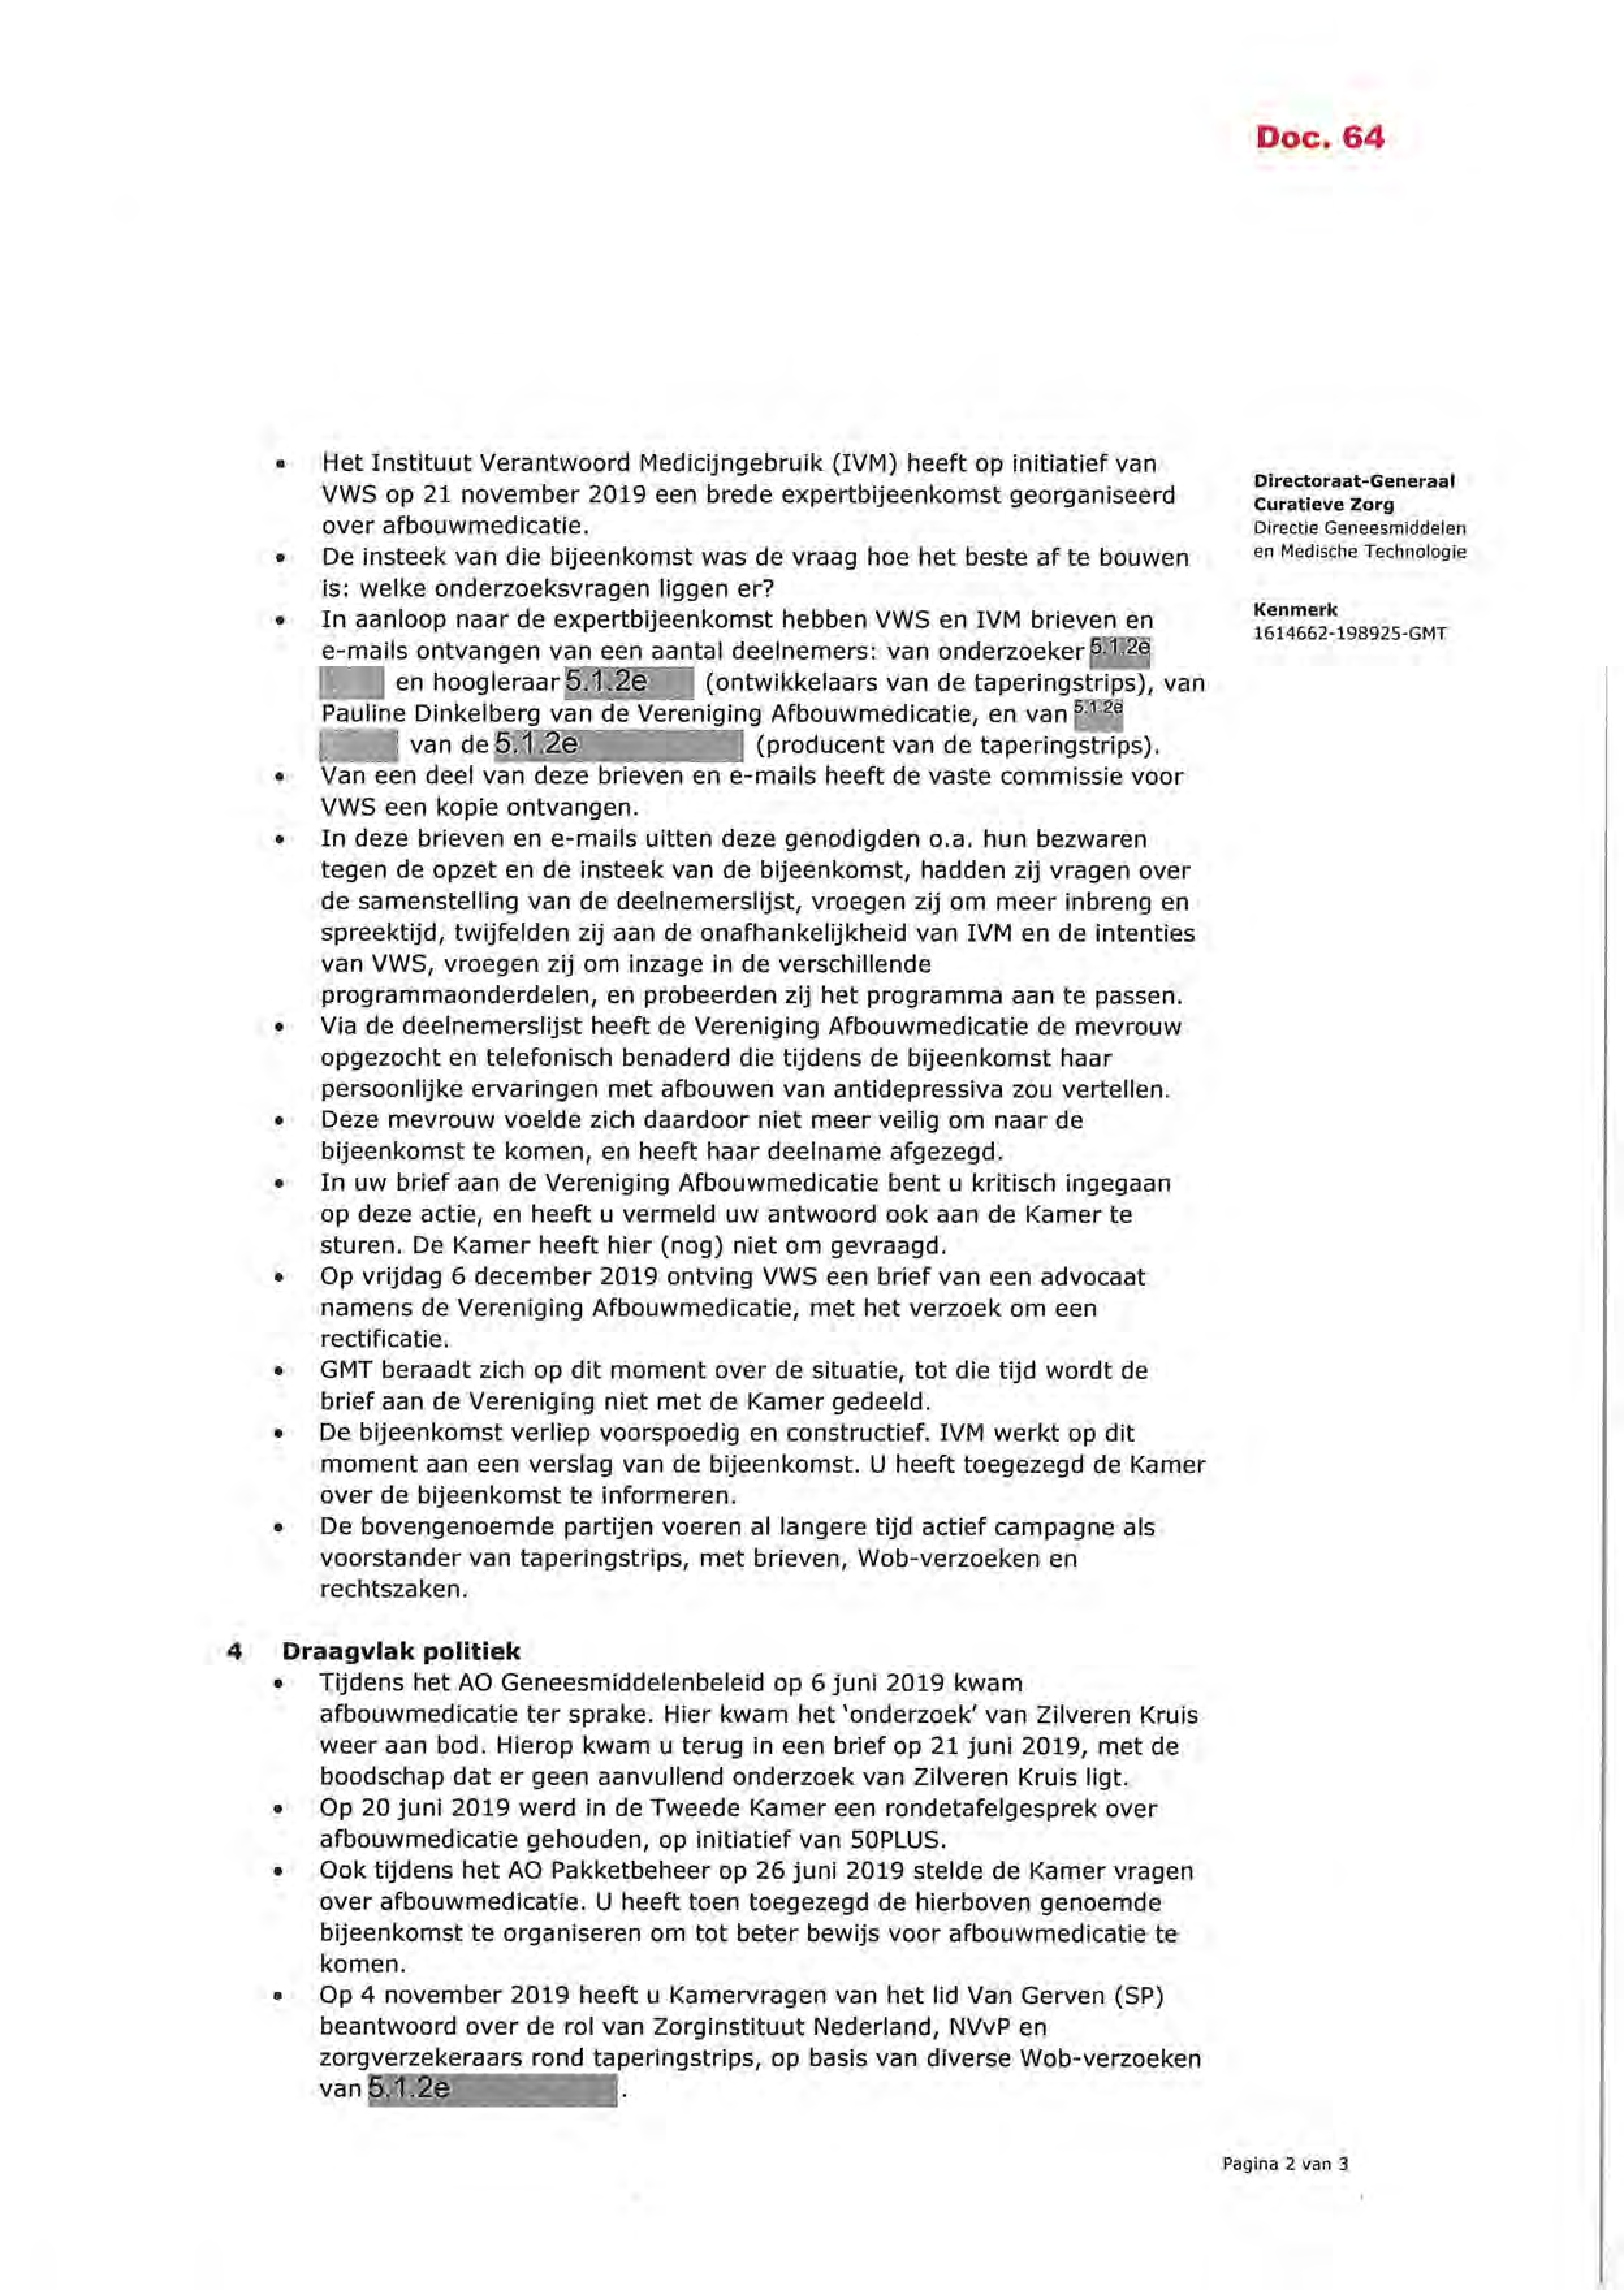 Doc. 64
• Het Instituut Verantwoord Medicijngebruik (IVM) heeft op initiatief van
VWS op 21 november 2019 een brede expertbijeenkomst georganiseerd
over afbouwmedicatie.
• De insteek van die bijeenkomst was de vraag hoe het beste af te bouwen
is: welke onderzoeksvragen liggen er?
• In aanloop naar de expertbijeenkomst hebben VWS en IVM brieven en
e-mails ontvangen van een aantal deelnemers: van onderzoeker 5.1.2e
en hoogleraar 5.1.2e (ontwikkelaars van de taperingstrips), van
Pauline Dinkelberg van de Vereniging Afbouwmedicatie, en van 5.1.2e
van de 5.1.2e (producent van de taperingstrips).
• Van een deel van deze brieven en e-mails heeft de vaste commissie voor
VWS een kopie ontvangen.
• In deze brieven en e-mails uitten deze genodigden o.a. hun bezwaren
tegen de opzet en de insteek van de bijeenkomst, hadden zij vragen over
de samenstelling van de deelnemerslijst, vroegen zij om meer inbreng en
spreektijd, twijfelden zij aan de onafhankelijkheid van IVM en de intenties
van VWS, vroegen zij om inzage in de verschillende
programmaonderdelen, en probeerden zij het programma aan te passen.
• Via de deelnemerslijst heeft de Vereniging Afbouwmedicatie de mevrouw
opgezocht en telefonisch benaderd die tijdens de bijeenkomst haar
persoonlijke ervaringen met afbouwen van antidepressiva zou vertellen.
• Deze mevrouw voelde zich daardoor niet meer veilig om naar de
bijeenkomst te komen, en heeft haar deelname afgezegd.
• In uw brief aan de Vereniging Afbouwmedicatie bent u kritisch ingegaan
op deze actie, en heeft u vermeld uw antwoord ook aan de Kamer te
sturen. De Kamer heeft hier (nog) niet om gevraagd.
• Op vrijdag 6 december 2019 ontving VWS een brief van een advocaat
namens de Vereniging Afbouwmedicatie, met het verzoek om een
rectificatie.
• GMT beraadt zich op dit moment over de situatie, tot die tijd wordt de
brief aan de Vereniging niet met de Kamer gedeeld.
• De bijeenkomst verliep voorspoedig en constructief. IVM werkt op dit
moment aan een verslag van de bijeenkomst. U heeft toegezegd de Kamer
over de bijeenkomst te informeren.
• De bovengenoemde partijen voeren al langere tijd actief campagne als
voorstander van taperingstrips, met brieven, Wob-verzoeken en
rechtszaken.
4 Draagvlak politiek
• Tijdens het AO Geneesmiddelenbeleid op 6 juni 2019 kwam
afbouwmedicatie ter sprake. Hier kwam het 'onderzoek' van Zilveren Kruis
weer aan bod. Hierop kwam u terug in een brief op 21 juni 2019, met de
boodschap dat er geen aanvullend onderzoek van Zilveren Kruis ligt.
• Op 20 juni 2019 werd in de Tweede Kamer een rondetafelgesprek over
afbouwmedicatie gehouden, op initiatief van 50PLUS.
• Ook tijdens het AO Pakketbeheer op 26 juni 2019 stelde de Kamer vragen
over afbouwmedicatie. U heeft toen toegezegd de hierboven genoemde
bijeenkomst te organiseren om tot beter bewijs voor afbouwmedicatie te
komen.
• Op 4 november 2019 heeft u Kamervragen van het lid Van Gerven (SP)
beantwoord over de rol van Zorginstituut Nederland, NVvP en
zorgverzekeraars rond taperingstrips, op basis van diverse Wob-verzoeken
van 5.1.2e .
Directoraat-Generaal
Curatieve Zorg
Directie Geneesmiddelen
en Medische Technologie
Kenmerk
1614662-198925-GMT
Pagina 2 van 3